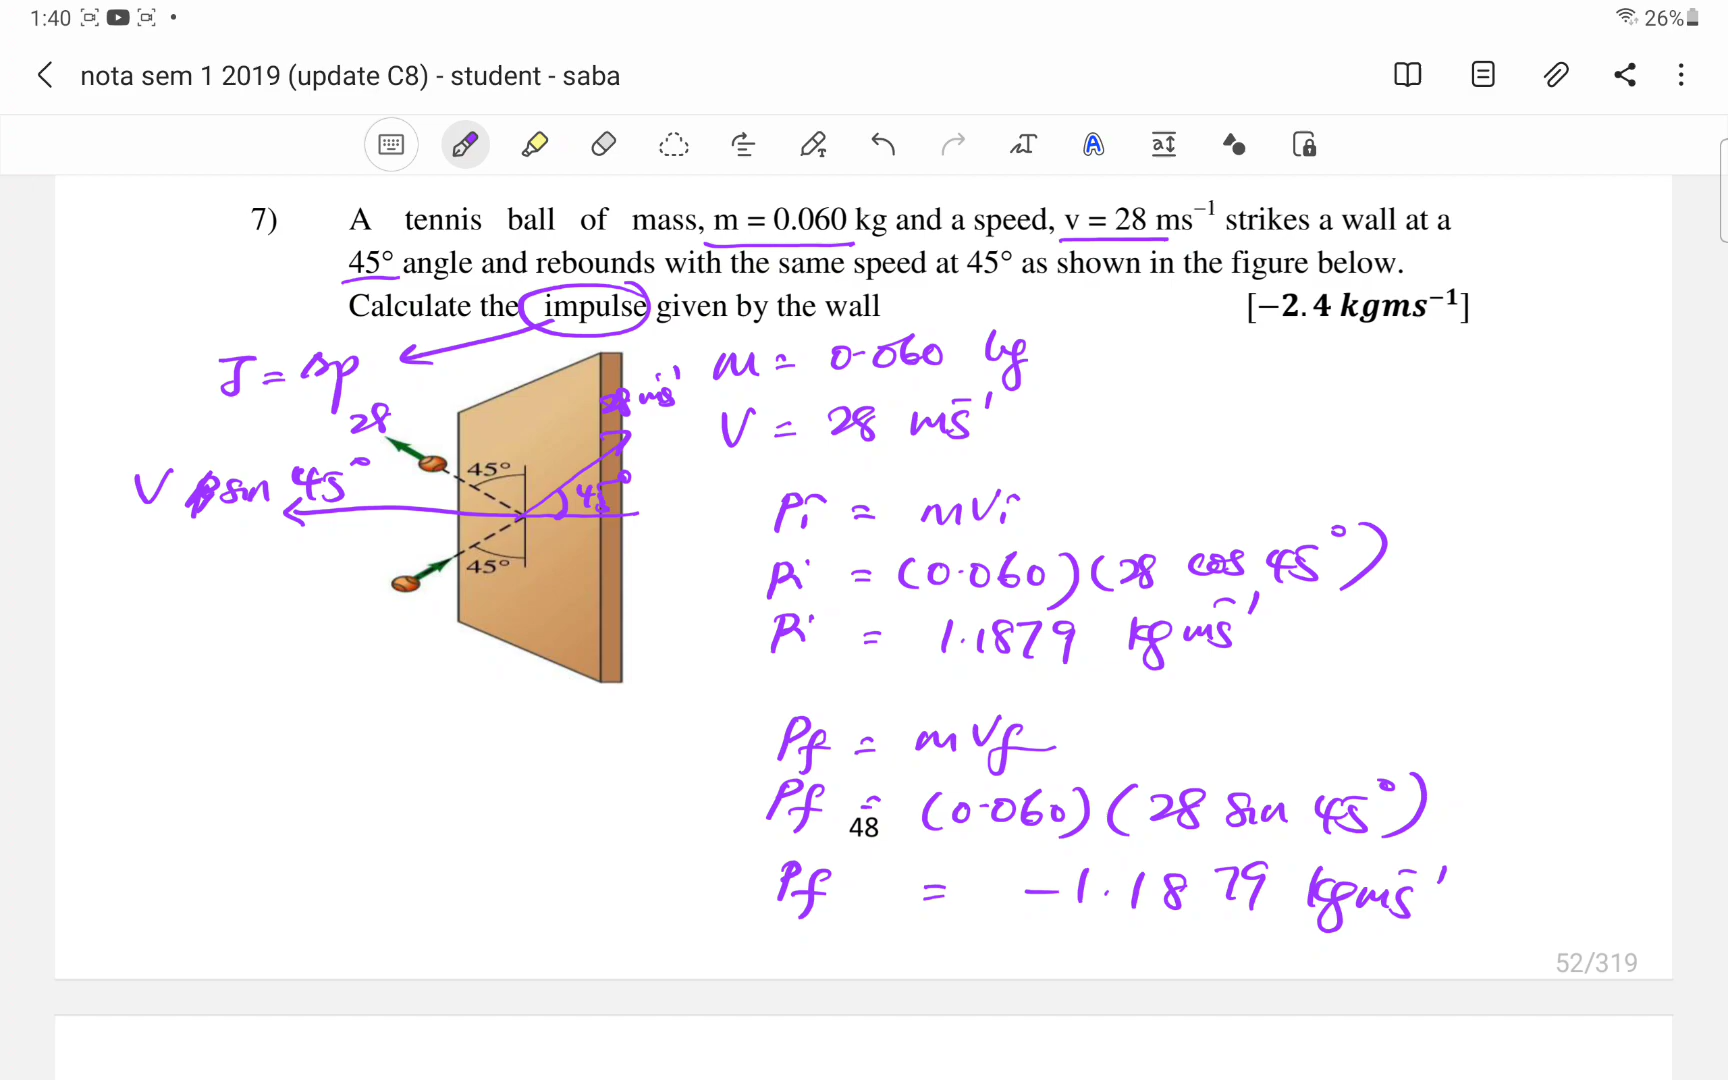 1:40
26%
nota sem 1 2019 (update C8) - student - saba
7) A tennis ball of mass, m = 0.060 kg and a speed, v = 28 ms⁻¹ strikes a wall at a
45° angle and rebounds with the same speed at 45° as shown in the figure below.
Calculate the impulse given by the wall [−2.4 kgms⁻¹]
J = Δp
28
V sin 45°
45°
45°
28 ms⁻¹
45°
m = 0.060 kg
V = 28 ms⁻¹
Pi = mVi
Pi = (0.060)(28 cos 45°)
Pi = 1.1879 kgms⁻¹
Pf = mVf
Pf = (0.060)(28 sin 45°)
48
Pf = −1.1879 kgms⁻¹
52/319